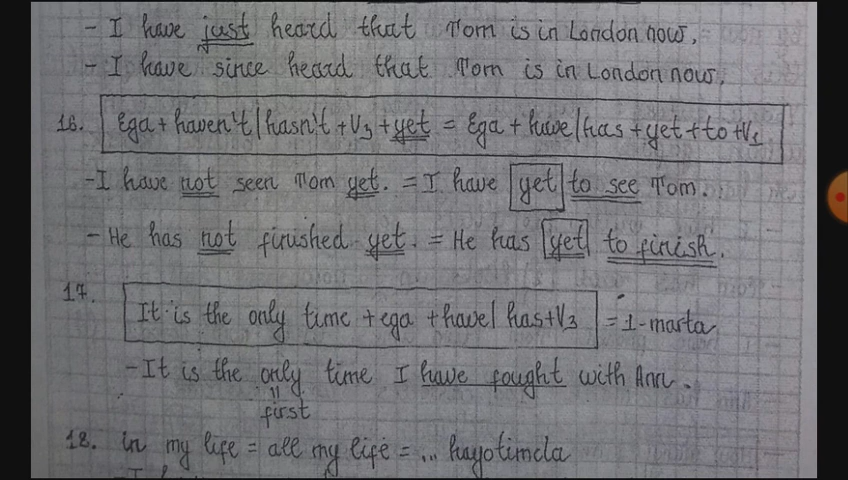 - I have just heard that Tom is in London now.
- I have since heard that Tom is in London now.
16. Ega + haven't | hasn't + V3 + yet = Ega + have | has + yet + to + V1
- I have not seen Tom yet. = I have yet to see Tom.
- He has not finished yet. = He has yet to finish.
17. It is the only time + ega + have | has + V3 = 1-marta
- It is the only time I have fought with Ann.
first
18. in my life = all my life = ... hayotimda